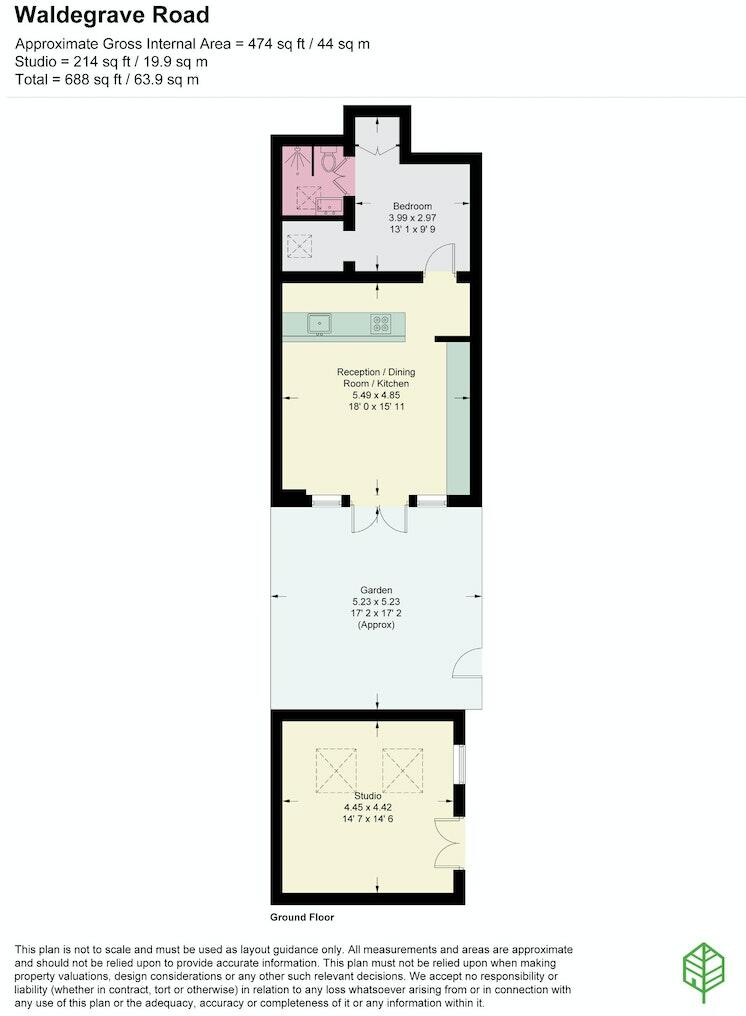 Waldegrave Road
Approximate Gross Internal Area = 474 sq ft / 44 sq m
Studio = 214 sq ft / 19.9 sq m
Total = 688 sq ft / 63.9 sq m
Bedroom
3.99 x 2.97
13' 1 x 9' 9
Reception / Dining
Room / Kitchen
5.49 x 4.85
18' 0 x 15' 11
Garden
5.23 x 5.23
17' 2 x 17' 2
(Approx)
Studio
4.45 x 4.42
14' 7 x 14' 6
Ground Floor
This plan is not to scale and must be used as layout guidance only. All measurements and areas are approximate
and should not be relied upon to provide accurate information. This plan must not be relied upon when making
property valuations, design considerations or any other such relevant decisions. We accept no responsibility or
liability (whether in contract, tort or otherwise) in relation to any loss whatsoever arising from or in connection with
any use of this plan or the adequacy, accuracy or completeness of it or any information within it.